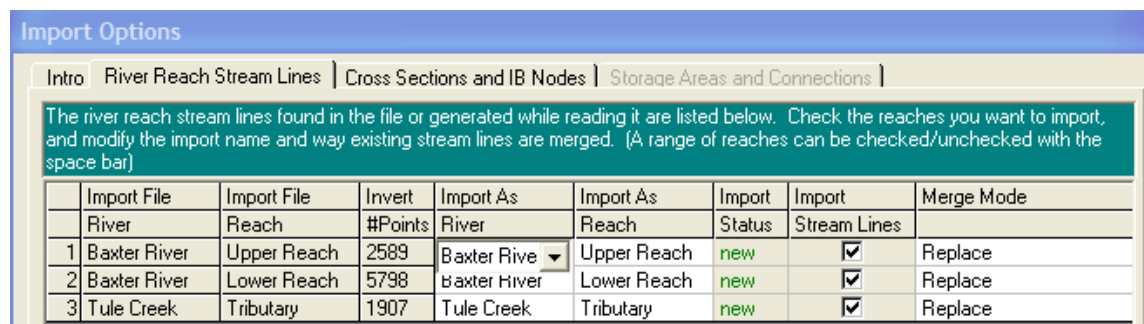 Import Options
Intro River Reach Stream Lines Cross Sections and IB Nodes Storage Areas and Connections
The river reach stream lines found in the file or generated while reading it are listed below. Check the reaches you want to import,
and modify the import name and way existing stream lines are merged. (A range of reaches can be checked/unchecked with the
space bar)
Import File Import File Invert Import As Import As Import Import Merge Mode
River Reach #Points River Reach Status Stream Lines
1 Baxter River Upper Reach 2589 Baxter Rive Upper Reach new Replace
2 Baxter River Lower Reach 5798 Baxter River Lower Reach new Replace
3 Tule Creek Tributary 1907 Tule Creek Tributary new Replace